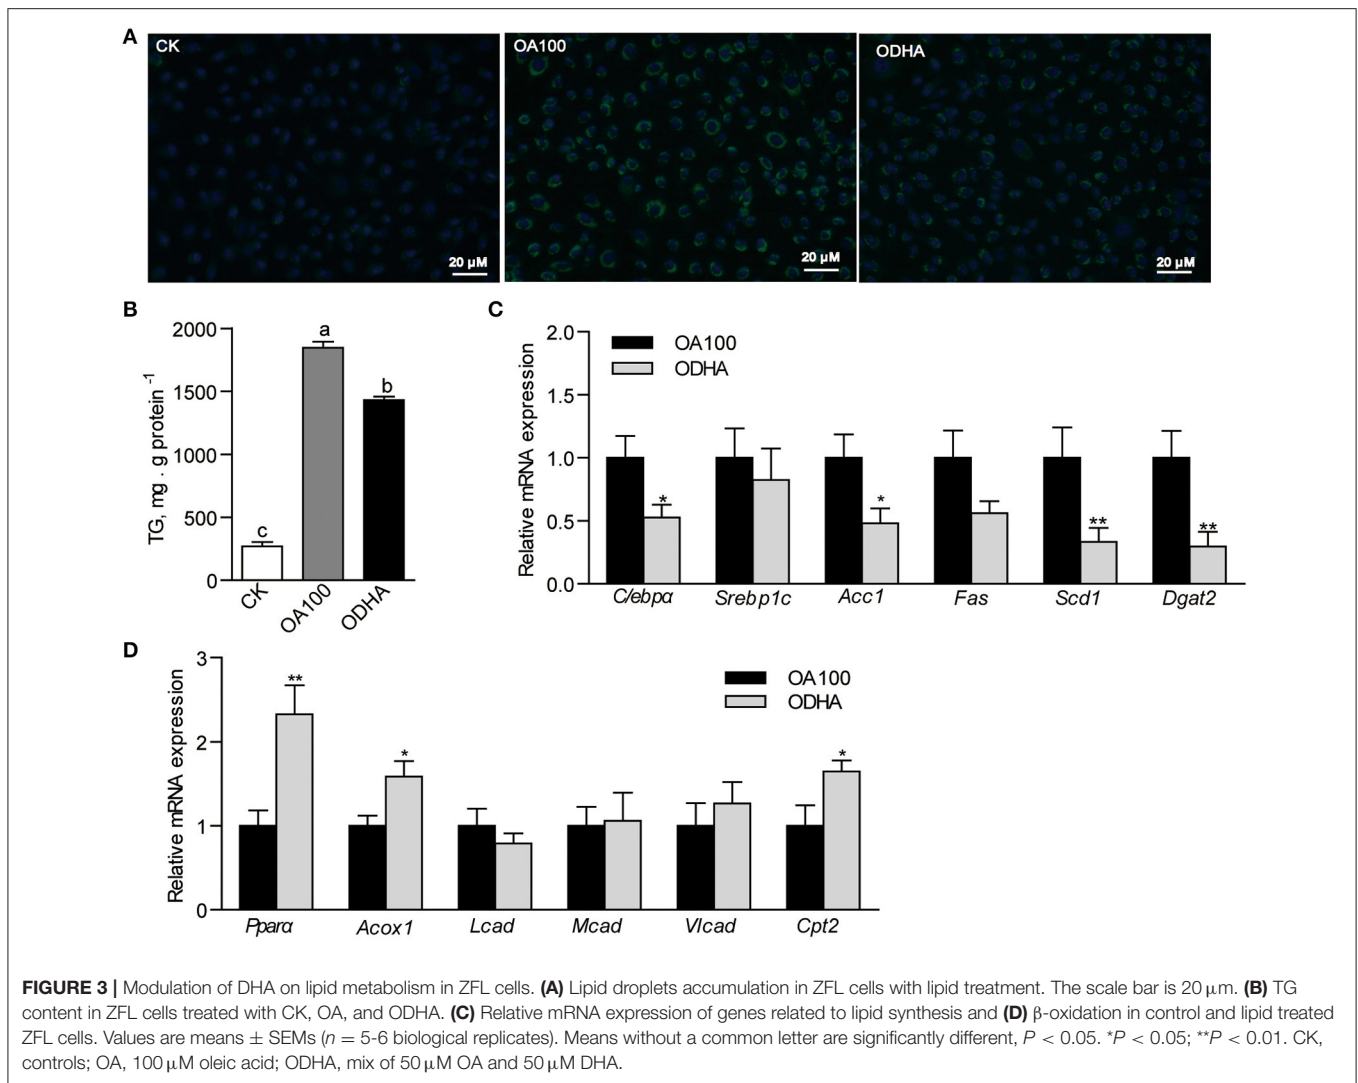 A
CK
20 µM
OA100
20 µM
ODHA
20 µM
B
TG, mg . g protein -1
2000
1500
1000
500
0
a
b
c
CK
OA100
ODHA
C
Relative mRNA expression
2.0
1.5
1.0
0.5
0.0
OA100
ODHA
*
*
**
**
C/ebpα
Srebp1c
Acc1
Fas
Scd1
Dgat2
D
Relative mRNA expression
3
2
1
0
OA100
ODHA
**
*
*
Pparα
Acox1
Lcad
Mcad
Vlcad
Cpt2
FIGURE 3 | Modulation of DHA on lipid metabolism in ZFL cells. (A) Lipid droplets accumulation in ZFL cells with lipid treatment. The scale bar is 20 µm. (B) TG
content in ZFL cells treated with CK, OA, and ODHA. (C) Relative mRNA expression of genes related to lipid synthesis and (D) β-oxidation in control and lipid treated
ZFL cells. Values are means ± SEMs (n = 5-6 biological replicates). Means without a common letter are significantly different, P < 0.05. *P < 0.05; **P < 0.01. CK,
controls; OA, 100 µM oleic acid; ODHA, mix of 50 µM OA and 50 µM DHA.